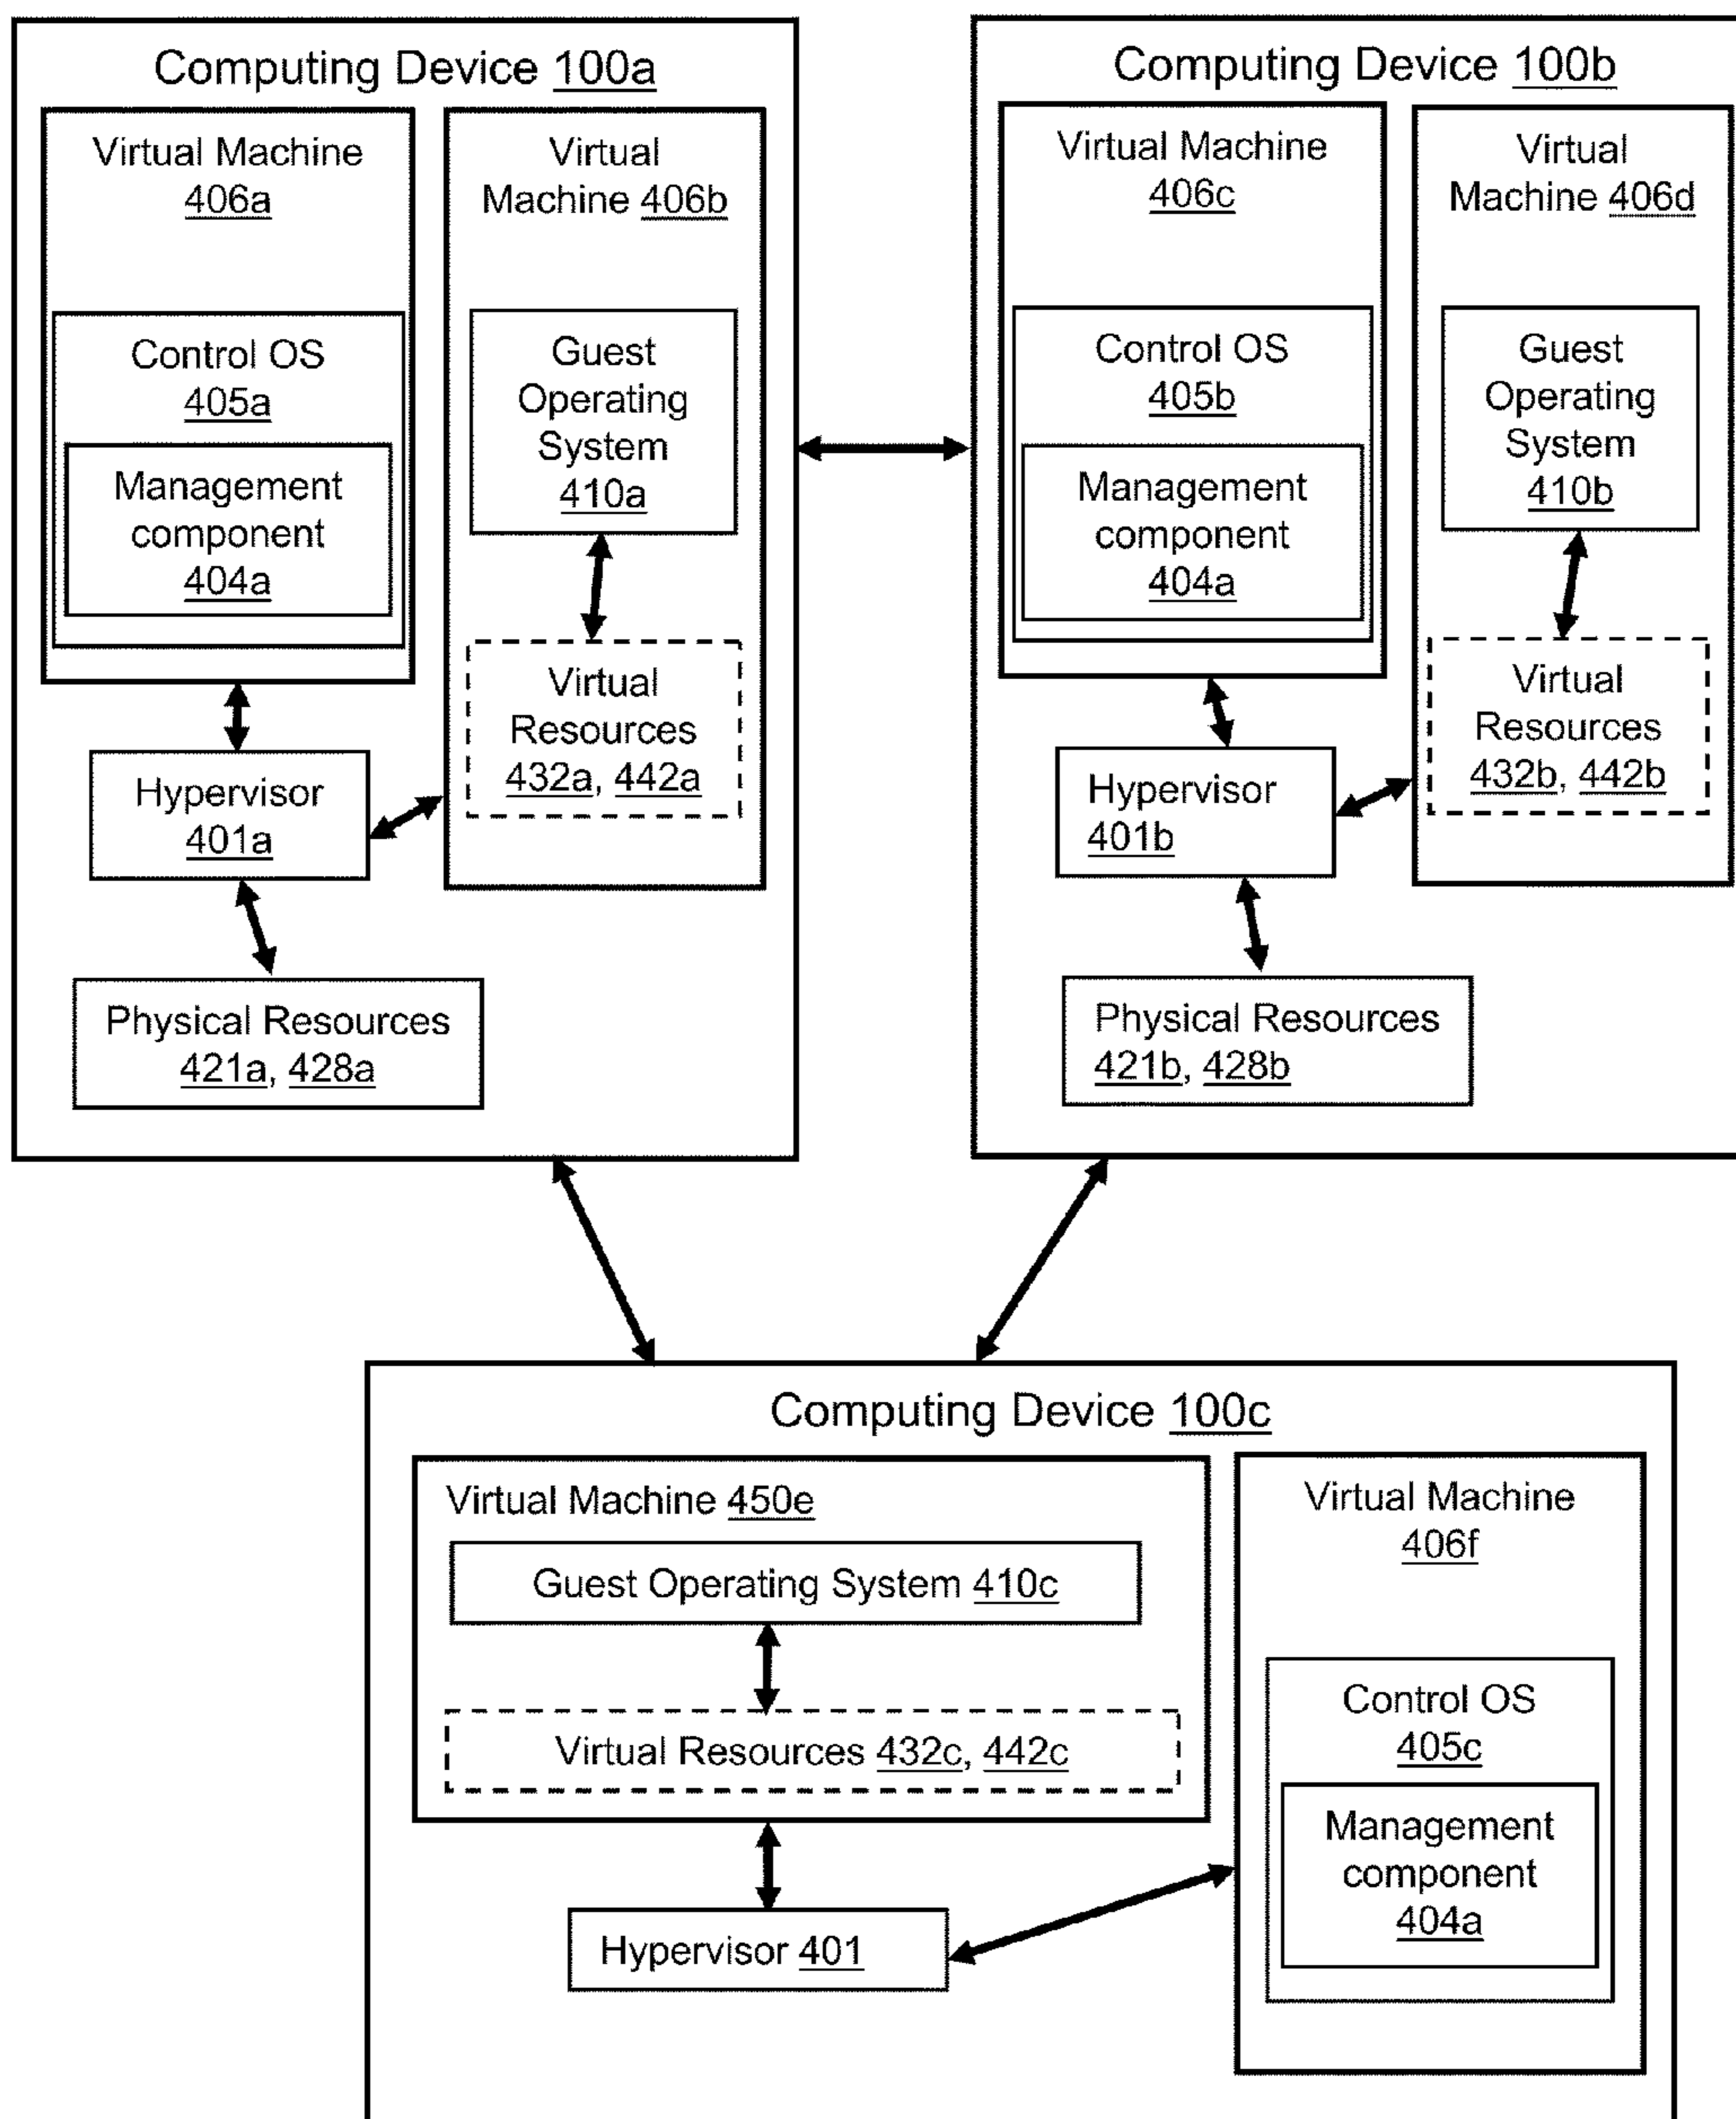 Computing Device 100a
Virtual Machine
406a
Control OS
405a
Management
component
404a
Virtual
Machine 406b
Guest
Operating
System
410a
Virtual
Resources
432a, 442a
Hypervisor
401a
Physical Resources
421a, 428a
Computing Device 100b
Virtual Machine
406c
Control OS
405b
Management
component
404a
Virtual
Machine 406d
Guest
Operating
System
410b
Virtual
Resources
432b, 442b
Hypervisor
401b
Physical Resources
421b, 428b
Computing Device 100c
Virtual Machine 450e
Guest Operating System 410c
Virtual Resources 432c, 442c
Hypervisor 401
Virtual Machine
406f
Control OS
405c
Management
component
404a